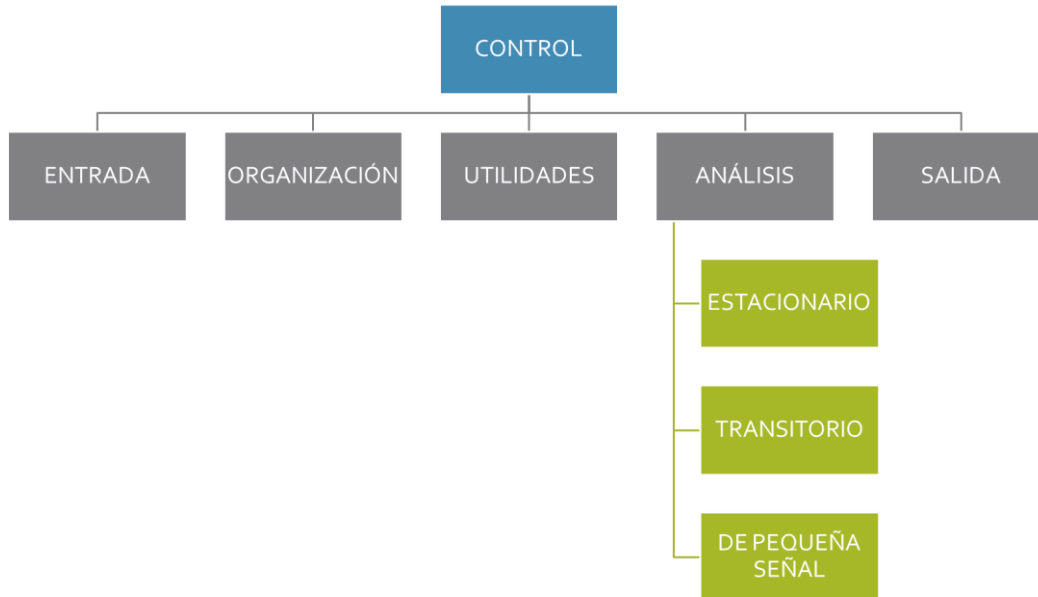 CONTROL
ENTRADA
ORGANIZACIÓN
UTILIDADES
ANÁLISIS
SALIDA
ESTACIONARIO
TRANSITORIO
DE PEQUEÑA
SEÑAL